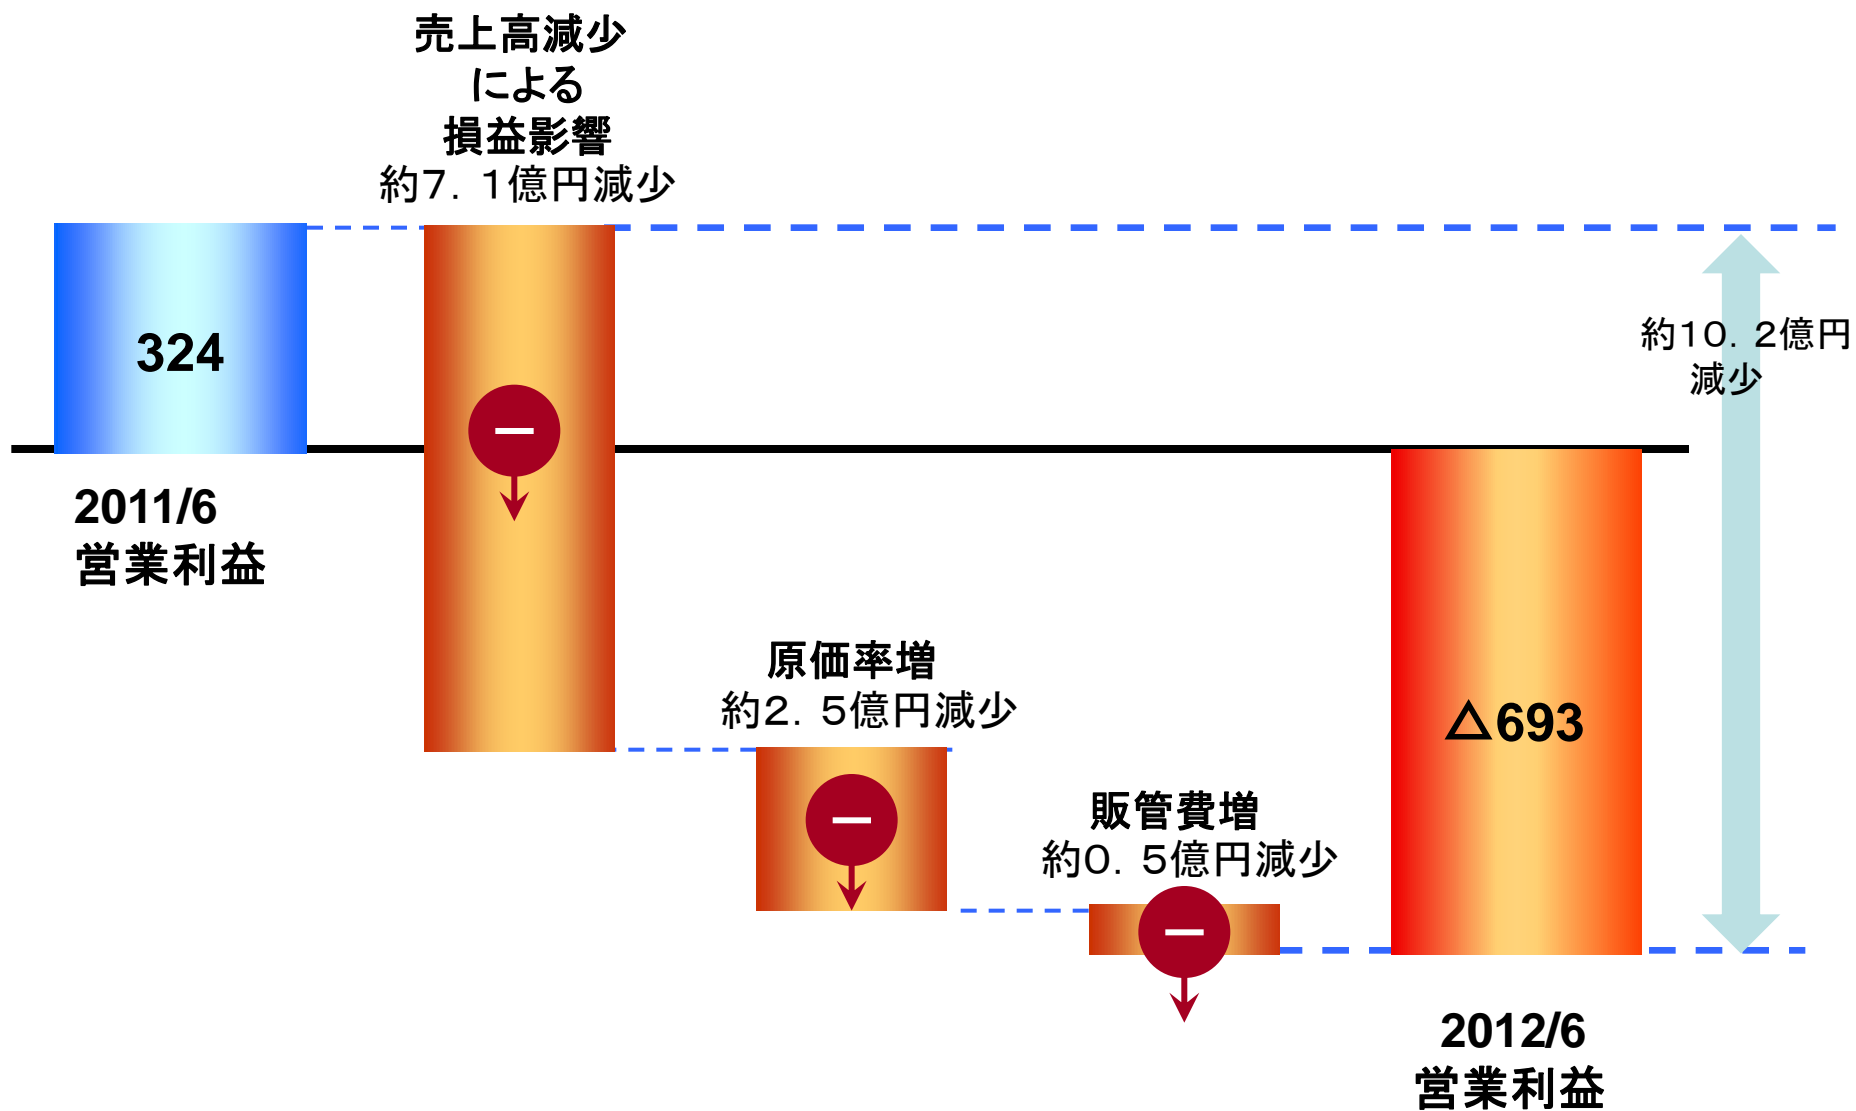 売上高減少
による
損益影響
約７．１億円減少
324
約１０．２億円
減少
2011/6
営業利益
原価率増
約２．５億円減少
△693
販管費増
約０．５億円減少
2012/6
営業利益